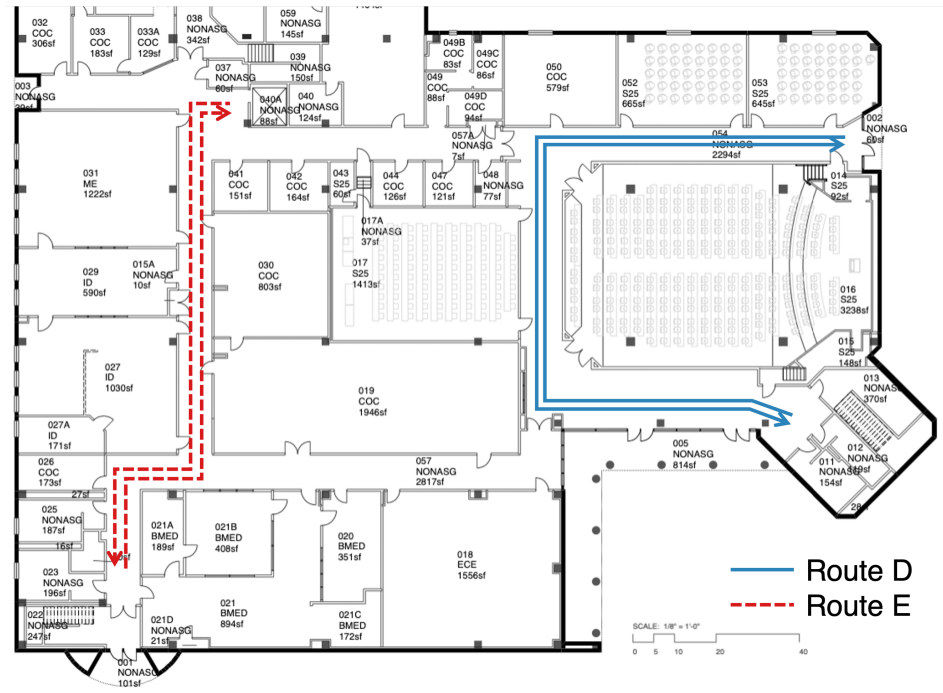 032
COC
306sf
033
COC
183sf
033A
COC
129sf
038
NONASG
342sf
059
NONASG
145sf
039
NONASG
150sf
037
NONASG
60sf
040A
NONASG
88sf
040
NONASG
124sf
049B
COC
83sf
049C
COC
86sf
049
COC
88sf
049D
COC
94sf
050
COC
579sf
052
S25
665sf
053
S25
645sf
003
NONASG
002
NONASG
60sf
057A
NONASG
7sf
054
NONASG
2294sf
031
ME
1222sf
041
COC
151sf
042
COC
164sf
043
S25
60sf
044
COC
126sf
047
COC
121sf
048
NONASG
77sf
014
S25
92sf
017A
NONASG
37sf
017
S25
1413sf
029
ID
590sf
015A
NONASG
10sf
030
COC
803sf
016
S25
3238sf
015
S25
148sf
027
ID
1030sf
019
COC
1946sf
013
NONASG
370sf
027A
ID
171sf
026
COC
173sf
27sf
057
NONASG
2817sf
005
NONASG
814sf
012
NONASG
011
NONASG
154sf
025
NONASG
187sf
16sf
021A
BMED
189sf
021B
BMED
408sf
020
BMED
351sf
018
ECE
1556sf
023
NONASG
196sf
022
NONASG
247sf
021D
NONASG
21sf
021
BMED
894sf
021C
BMED
172sf
001
NONASG
101sf
Route D
Route E
SCALE: 1/8" = 1'-0"
0 5 10 20 40